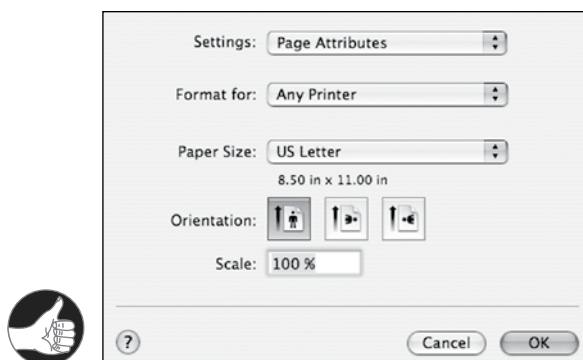 Settings: Page Attributes
Format for: Any Printer
Paper Size: US Letter
8.50 in x 11.00 in
Orientation:
Scale: 100 %
? Cancel OK